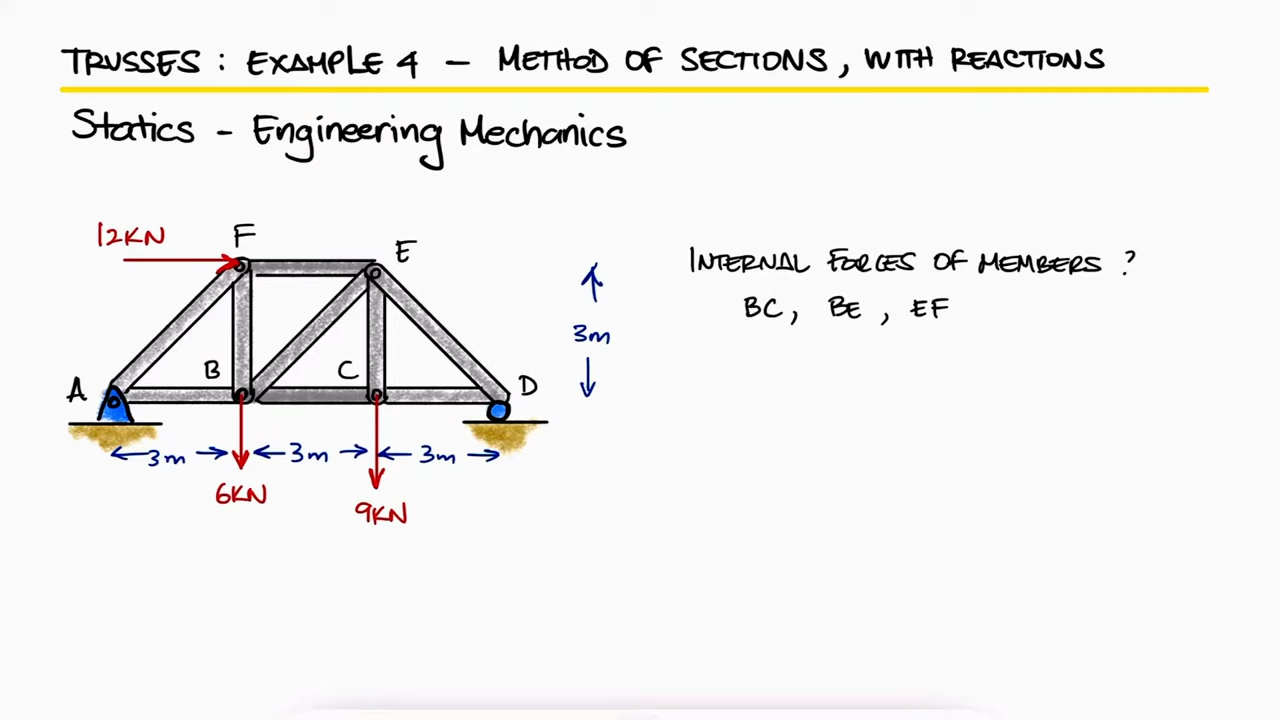 TRUSSES : EXAMPLE 4 – METHOD OF SECTIONS, WITH REACTIONS
Statics - Engineering Mechanics
12KN
F
E
INTERNAL FORCES OF MEMBERS ?
BC, BE, EF
3m
A
B
C
D
3m
3m
3m
6KN
9KN